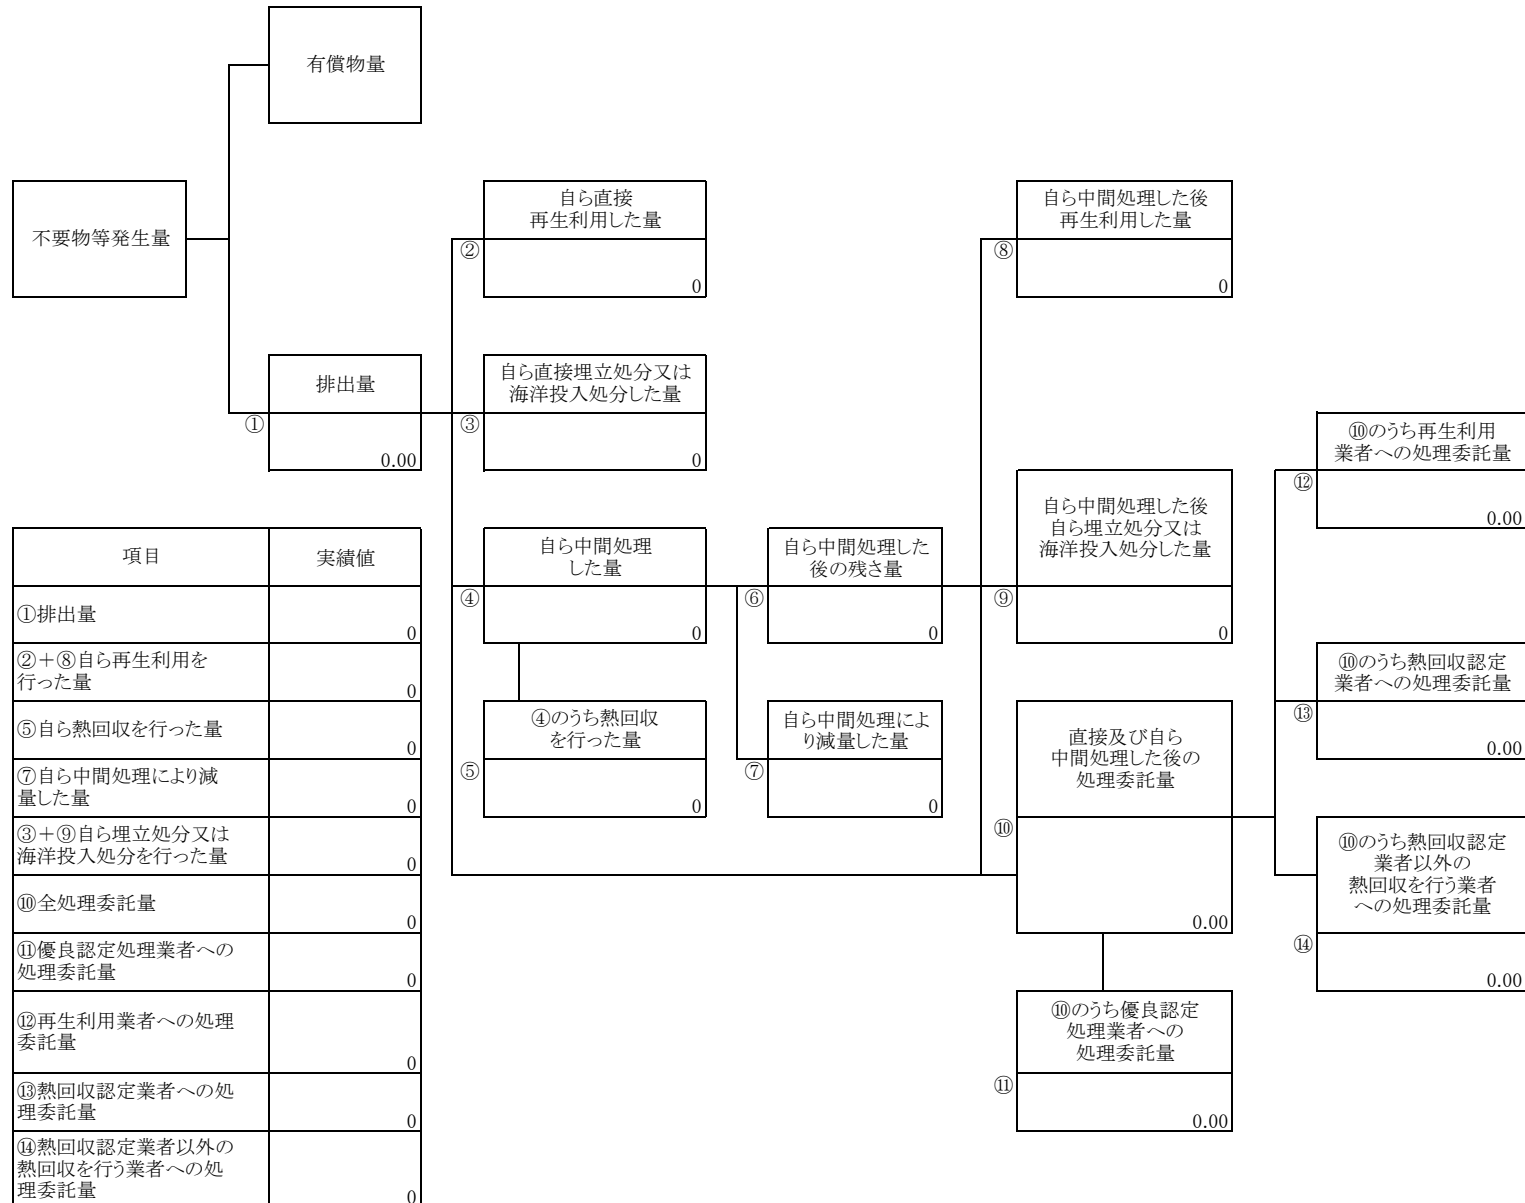 有償物量
不要物等発生量
自ら直接
再生利用した量
②
0
自ら中間処理した後
再生利用した量
⑧
0
排出量
①
0.00
自ら直接埋立処分又は
海洋投入処分した量
③
0
⑩のうち再生利用
業者への処理委託量
⑫
0.00
自ら中間処理した後
自ら埋立処分又は
海洋投入処分した量
⑨
0
自ら中間処理
した量
④
0
自ら中間処理した
後の残さ量
⑥
0
⑩のうち熱回収認定
業者への処理委託量
⑬
0.00
④のうち熱回収
を行った量
⑤
0
自ら中間処理によ
り減量した量
⑦
0
直接及び自ら
中間処理した後の
処理委託量
⑩
0.00
⑩のうち熱回収認定
業者以外の
熱回収を行う業者
への処理委託量
⑭
0.00
⑩のうち優良認定
処理業者への
処理委託量
⑪
0.00
項目 実績値
①排出量
0
②+⑧自ら再生利用を
行った量
0
⑤自ら熱回収を行った量
0
⑦自ら中間処理により減
量した量
0
③+⑨自ら埋立処分又は
海洋投入処分を行った量
0
⑩全処理委託量
0
⑪優良認定処理業者への
処理委託量
0
⑫再生利用業者への処理
委託量
0
⑬熱回収認定業者への処
理委託量
0
⑭熱回収認定業者以外の
熱回収を行う業者への処
理委託量
0